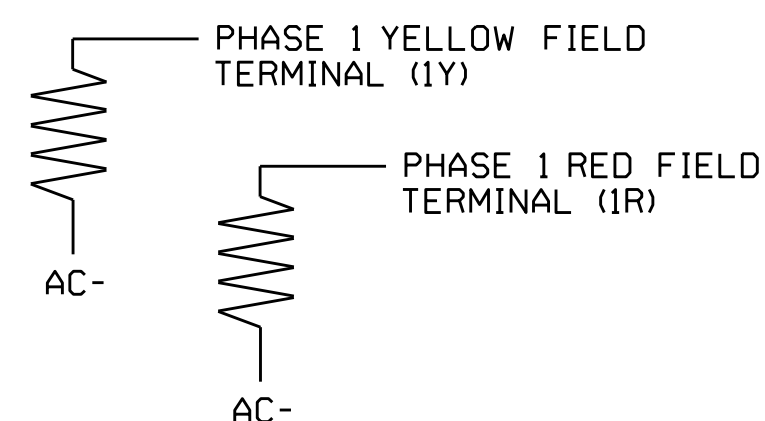 PHASE 1 YELLOW FIELD
TERMINAL (1Y)
PHASE 1 RED FIELD
TERMINAL (1R)
AC-
AC-